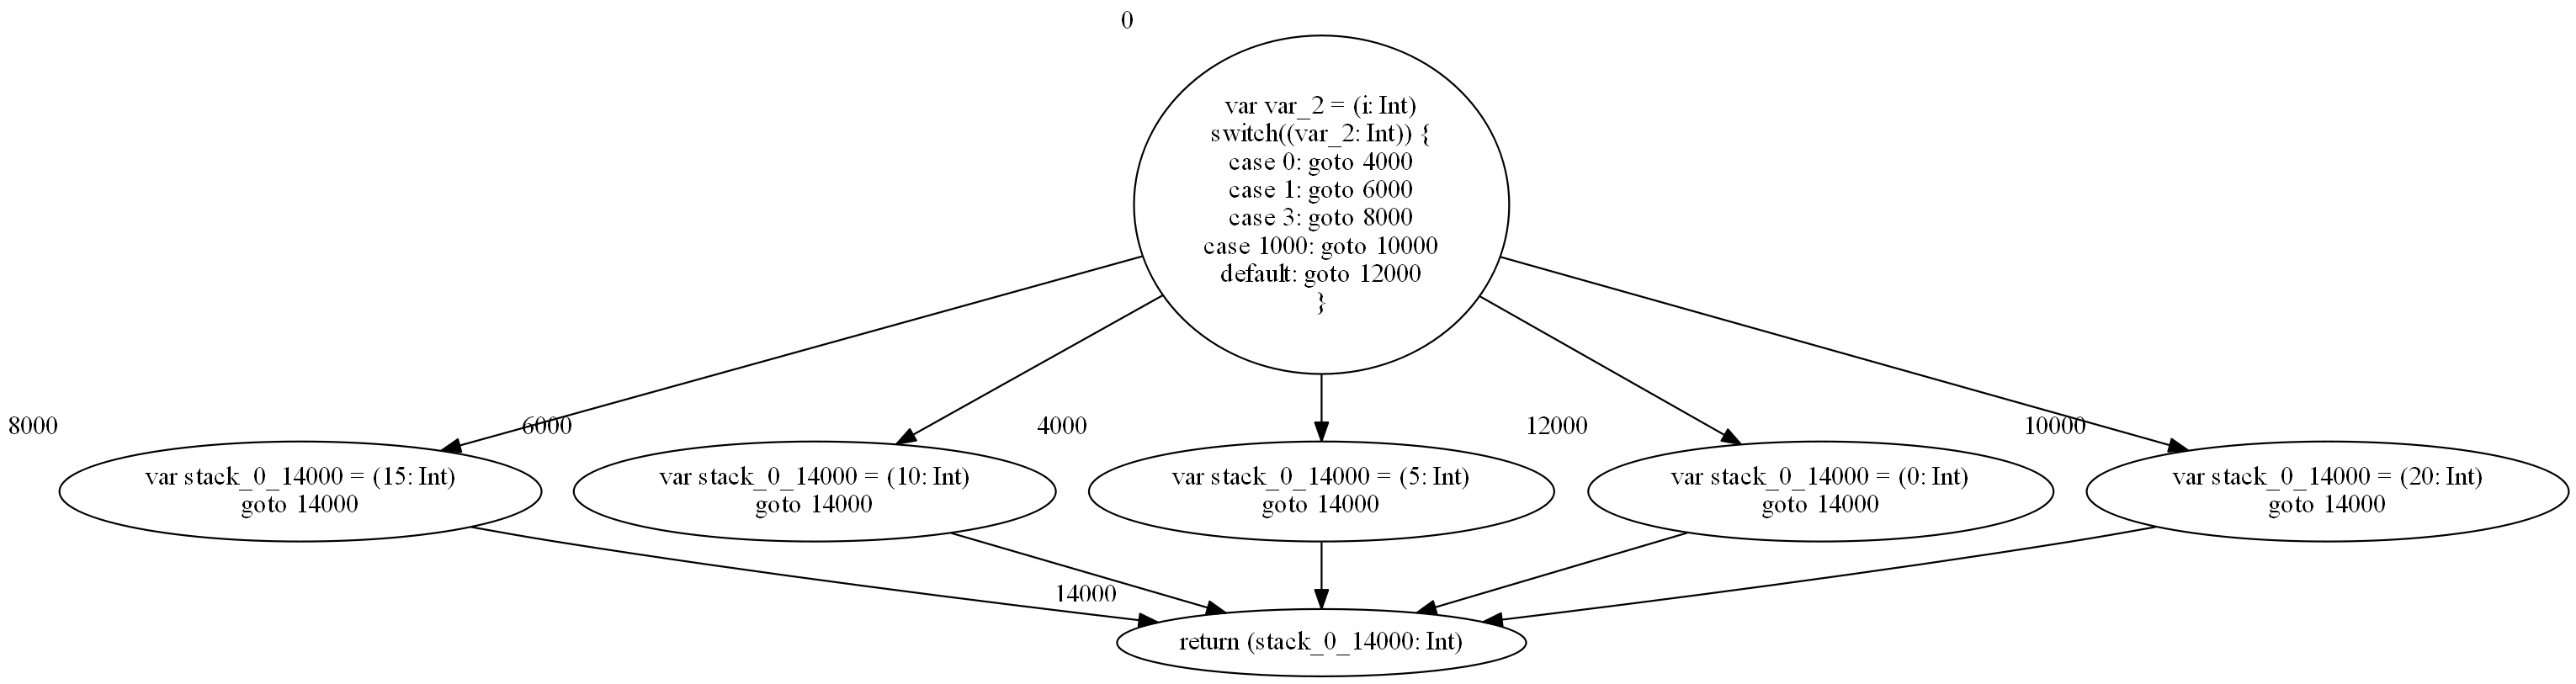 0
var var_2 = (i: Int)
switch((var_2: Int)) {
case 0: goto 4000
case 1: goto 6000
case 3: goto 8000
case 1000: goto 10000
default: goto 12000
}
8000
var stack_0_14000 = (15: Int)
goto 14000
6000
var stack_0_14000 = (10: Int)
goto 14000
4000
var stack_0_14000 = (5: Int)
goto 14000
12000
var stack_0_14000 = (0: Int)
goto 14000
10000
var stack_0_14000 = (20: Int)
goto 14000
14000
return (stack_0_14000: Int)